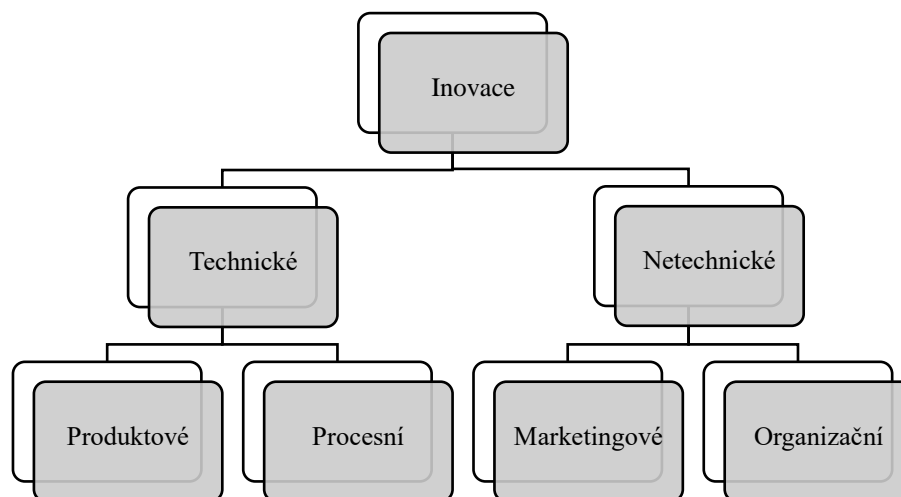 Inovace
Technické
Netechnické
Produktové
Procesní
Marketingové
Organizační